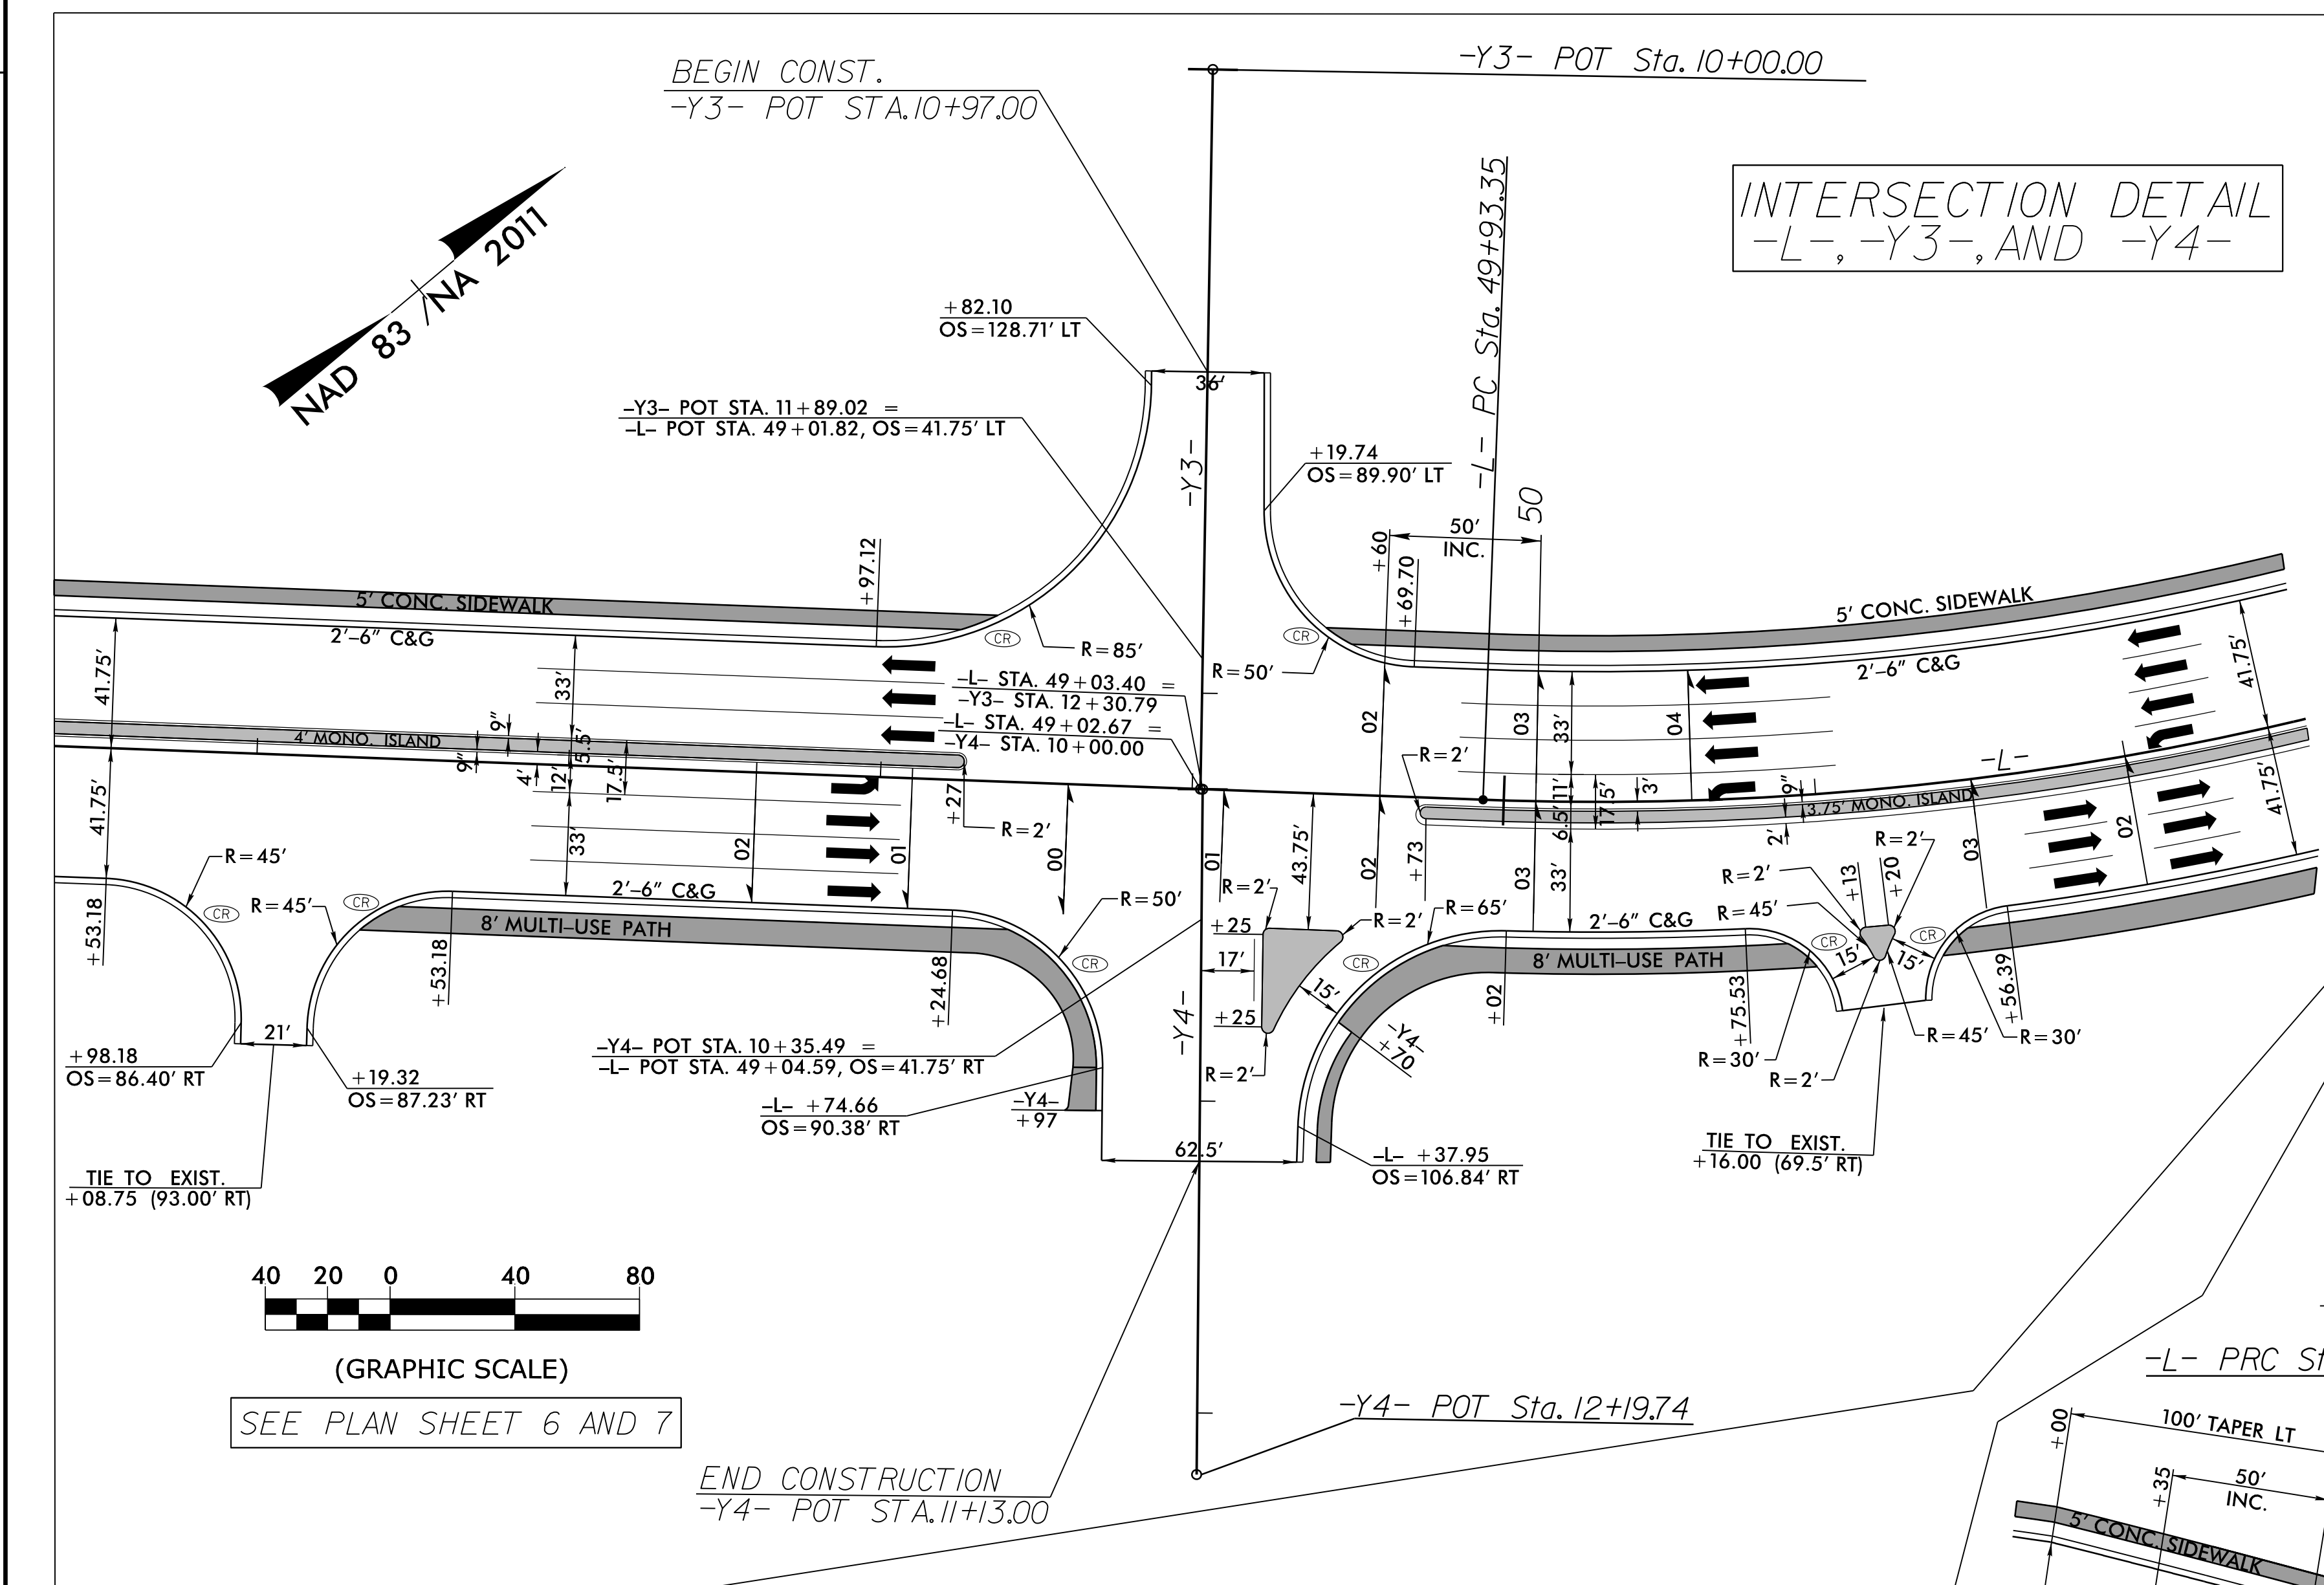 BEGIN CONST.
-Y3- POT STA.10+97.00
-Y3- POT Sta. 10+00.00
INTERSECTION DETAIL
-L-, -Y3-, AND -Y4-
NAD 83 /NA 2011
+82.10
OS=128.71' LT
36'
-Y3- POT STA. 11+89.02 =
-L- POT STA. 49+01.82, OS=41.75' LT
-Y3-
-L- PC Sta. 49+93.35
+19.74
OS=89.90' LT
50
50'
INC.
+60
+69.70
+97.12
5' CONC. SIDEWALK
2'-6" C&G
CR
R=85'
CR
R=50'
5' CONC. SIDEWALK
2'-6" C&G
41.75'
41.75'
33'
-L- STA. 49+03.40 =
-Y3- STA. 12+30.79
-L- STA. 49+02.67 =
-Y4- STA. 10+00.00
02
03
33'
04
-L-
4' MONO. ISLAND
9"
9"
4'
5.5'
12'
17.5'
R=2'
6.5'
11'
17.5'
3'
9"
2'
3.75' MONO. ISLAND
41.75'
41.75'
33'
02
01
+27
R=2'
00
01
43.75'
02
+73
03
33'
03
02
R=45'
CR
R=45'
CR
2'-6" C&G
8' MULTI-USE PATH
R=50'
CR
R=2'
+25
17'
+25
R=2'
R=2'
R=65'
CR
15'
-Y4-
+70
2'-6" C&G
8' MULTI-USE PATH
R=2'
R=2'
+13
+20
R=45'
CR
15'
15'
CR
+53.18
+53.18
+24.68
-Y4-
+02
+75.53
+56.39
R=30'
R=2'
R=45'
R=30'
21'
+98.18
OS=86.40' RT
+19.32
OS=87.23' RT
-Y4- POT STA. 10+35.49 =
-L- POT STA. 49+04.59, OS=41.75' RT
-L- +74.66
OS=90.38' RT
-Y4-
+97
62.5'
-L- +37.95
OS=106.84' RT
TIE TO EXIST.
+16.00 (69.5' RT)
TIE TO EXIST.
+08.75 (93.00' RT)
40 20 0 40 80
(GRAPHIC SCALE)
SEE PLAN SHEET 6 AND 7
END CONSTRUCTION
-Y4- POT STA.11+13.00
-Y4- POT Sta. 12+19.74
-L- PRC
+00
100' TAPER LT
+35
50'
INC.
5' CONC. SIDEWALK